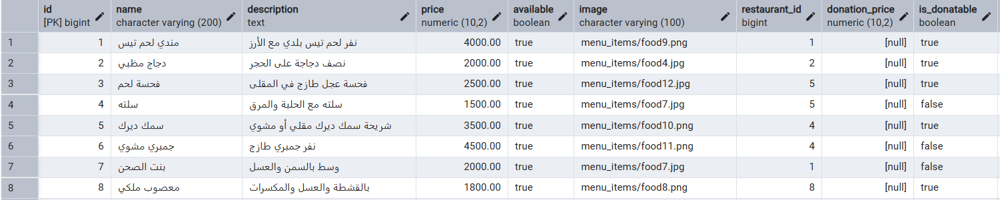 id name description price available image restaurant_id donation_price is_donatable
[PK] bigint character varying (200) text numeric (10,2) boolean character varying (100) bigint numeric (10,2) boolean
1 1 مندي لحم تيس نفر لحم تيس بلدي مع الأرز 4000.00 true menu_items/food9.png 1 [null] true
2 2 دجاج مظبي نصف دجاجة على الحجر 2000.00 true menu_items/food4.jpg 2 [null] true
3 3 فحسة لحم فحسة عجل طازج في المقلى 2500.00 true menu_items/food12.jpg 5 [null] true
4 4 سلته سلته مع الحلبة والمرق 1500.00 true menu_items/food7.jpg 5 [null] false
5 5 سمك ديرك شريحة سمك ديرك مقلي أو مشوي 3500.00 true menu_items/food10.png 4 [null] true
6 6 جمبري مشوي نفر جمبري طازج 4500.00 true menu_items/food11.png 4 [null] false
7 7 بنت الصحن وسط بالسمن والعسل 2000.00 true menu_items/food7.jpg 1 [null] false
8 8 معصوب ملكي بالقشطة والعسل والمكسرات 1800.00 true menu_items/food8.png 8 [null] true